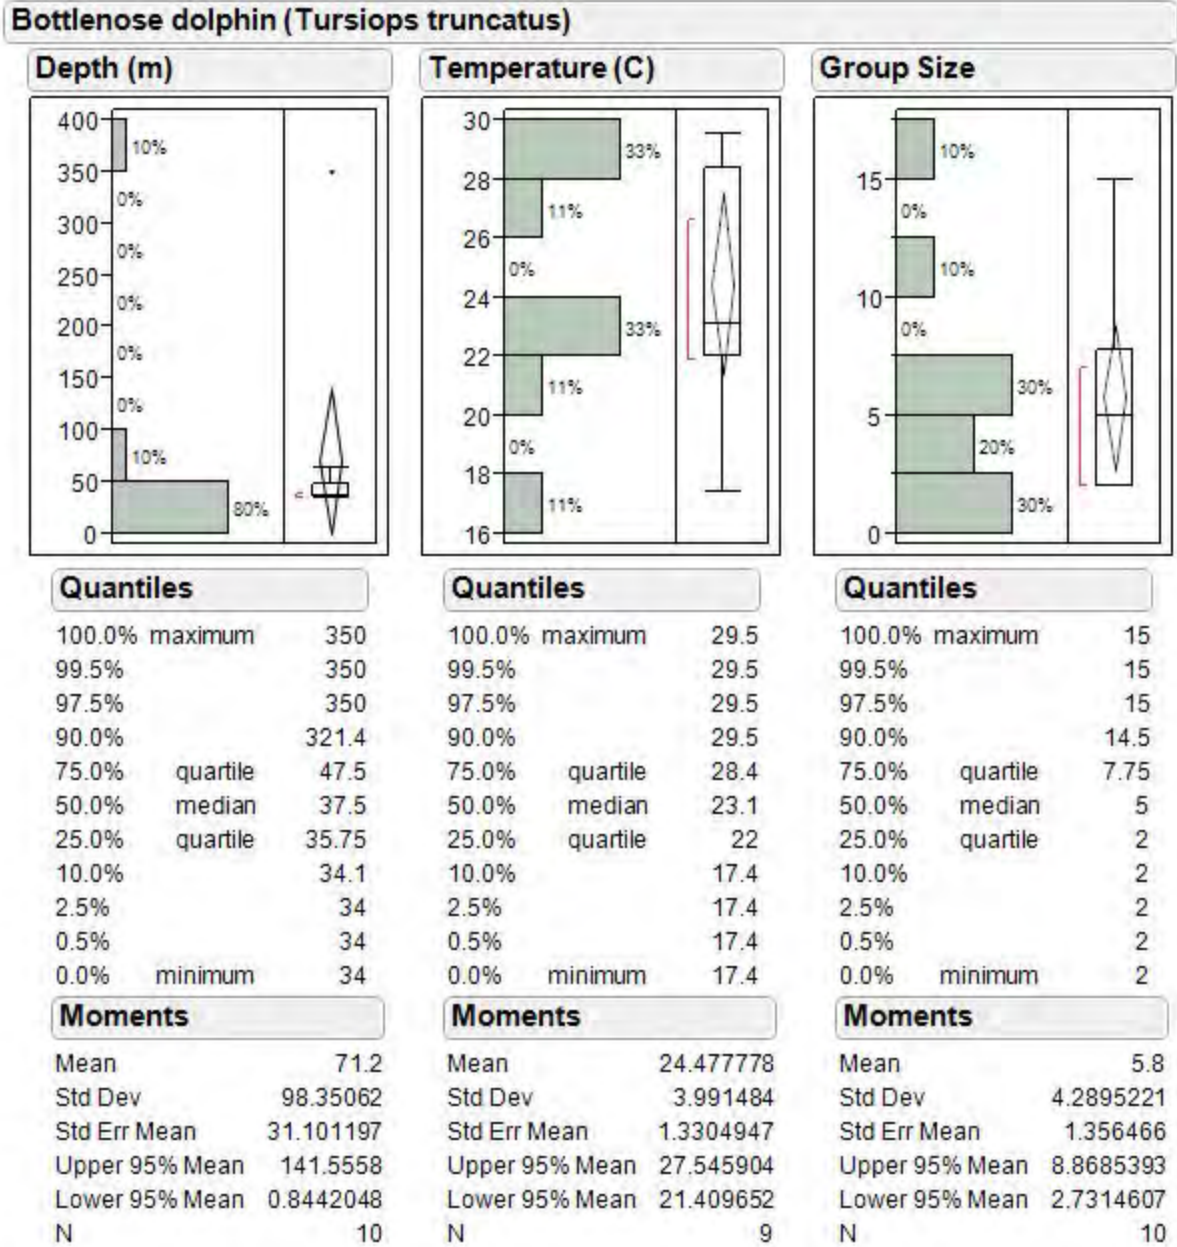 Bottlenose dolphin (Tursiops truncatus)
Depth (m)
400
350
300
250
200
150
100
50
0
10%
0%
0%
0%
0%
0%
10%
80%
Temperature (C)
30
28
26
24
22
20
18
16
33%
11%
0%
33%
11%
0%
11%
Group Size
15
10
5
0
10%
0%
10%
0%
30%
20%
30%
Quantiles
100.0% maximum 350
99.5% 350
97.5% 350
90.0% 321.4
75.0% quartile 47.5
50.0% median 37.5
25.0% quartile 35.75
10.0% 34.1
2.5% 34
0.5% 34
0.0% minimum 34
Moments
Mean 71.2
Std Dev 98.35062
Std Err Mean 31.101197
Upper 95% Mean 141.5558
Lower 95% Mean 0.8442048
N 10
Quantiles
100.0% maximum 29.5
99.5% 29.5
97.5% 29.5
90.0% 29.5
75.0% quartile 28.4
50.0% median 23.1
25.0% quartile 22
10.0% 17.4
2.5% 17.4
0.5% 17.4
0.0% minimum 17.4
Moments
Mean 24.477778
Std Dev 3.991484
Std Err Mean 1.3304947
Upper 95% Mean 27.545904
Lower 95% Mean 21.409652
N 9
Quantiles
100.0% maximum 15
99.5% 15
97.5% 15
90.0% 14.5
75.0% quartile 7.75
50.0% median 5
25.0% quartile 2
10.0% 2
2.5% 2
0.5% 2
0.0% minimum 2
Moments
Mean 5.8
Std Dev 4.2895221
Std Err Mean 1.356466
Upper 95% Mean 8.8685393
Lower 95% Mean 2.7314607
N 10